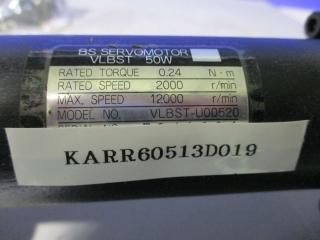 BS SERVOMOTOR
VLBST 50W
RATED TORQUE 0.24 N·m
RATED SPEED 2000 r/min
MAX. SPEED 12000 r/min
MODEL NO. VLBST-U00520
KARR60513D019